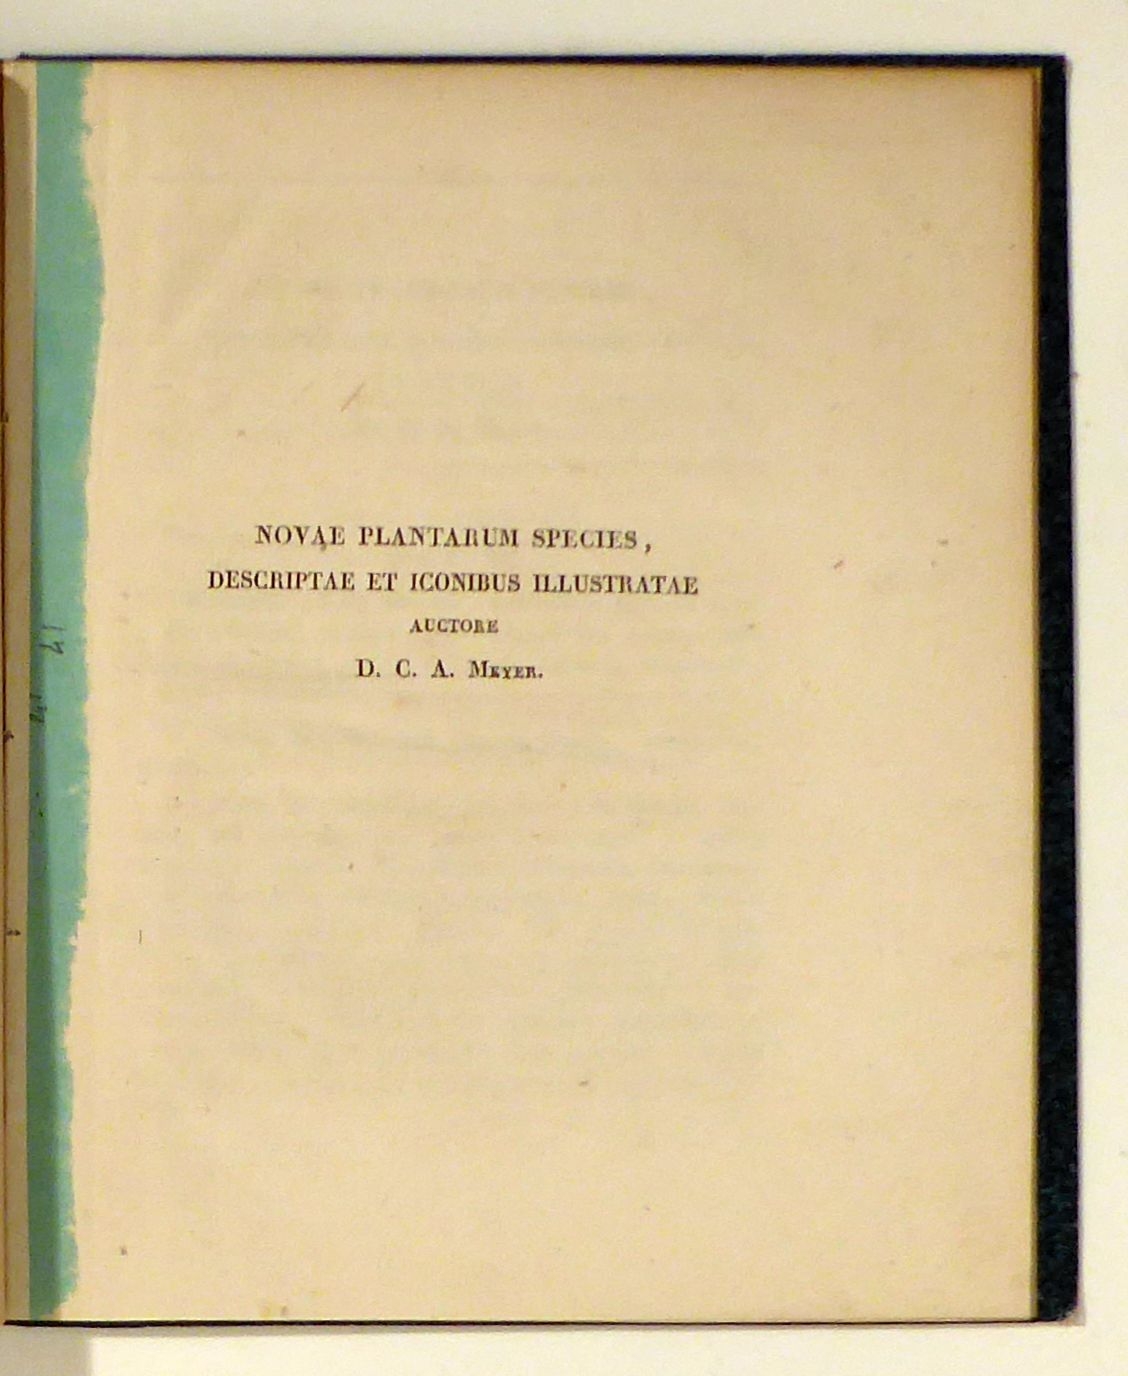 NOVAE PLANTARUM SPECIES,
DESCRIPTAE ET ICONIBUS ILLUSTRATAE
AUCTORE
D. C. A. MEYER.